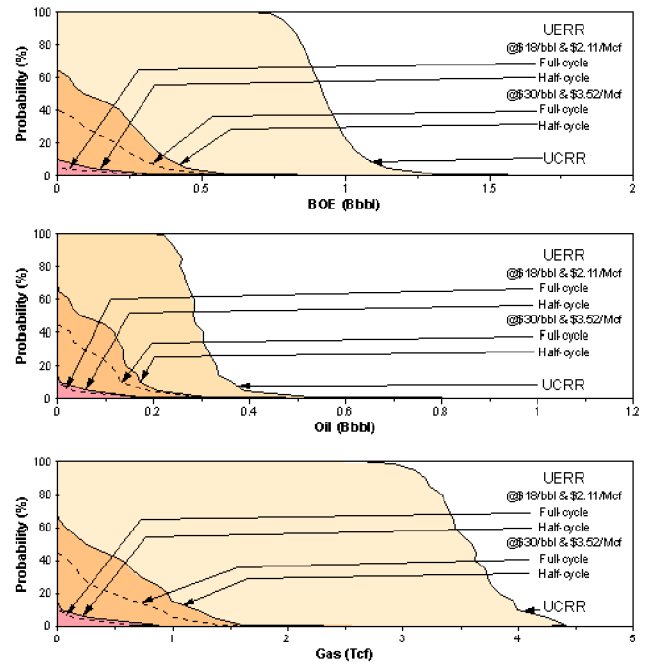 100
UERR
@$18/bbl & $2.11/Mcf
80
Full-cycle
Half-cycle
60
@$30/bbl & $3.52/Mcf
Full-cycle
40
Half-cycle
20
UCRR
0
Probability (%)
0 0.5 1 1.5 2
BOE (Bbbl)
100
UERR
@$18/bbl & $2.11/Mcf
80
Full-cycle
Half-cycle
60
@$30/bbl & $3.52/Mcf
Full-cycle
40
Half-cycle
20
UCRR
0
Probability (%)
0 0.2 0.4 0.6 0.8 1 1.2
Oil (Bbbl)
100
UERR
@$18/bbl & $2.11/Mcf
80
Full-cycle
Half-cycle
60
@$30/bbl & $3.52/Mcf
Full-cycle
40
Half-cycle
20
UCRR
0
Probability (%)
0 1 2 3 4 5
Gas (Tcf)